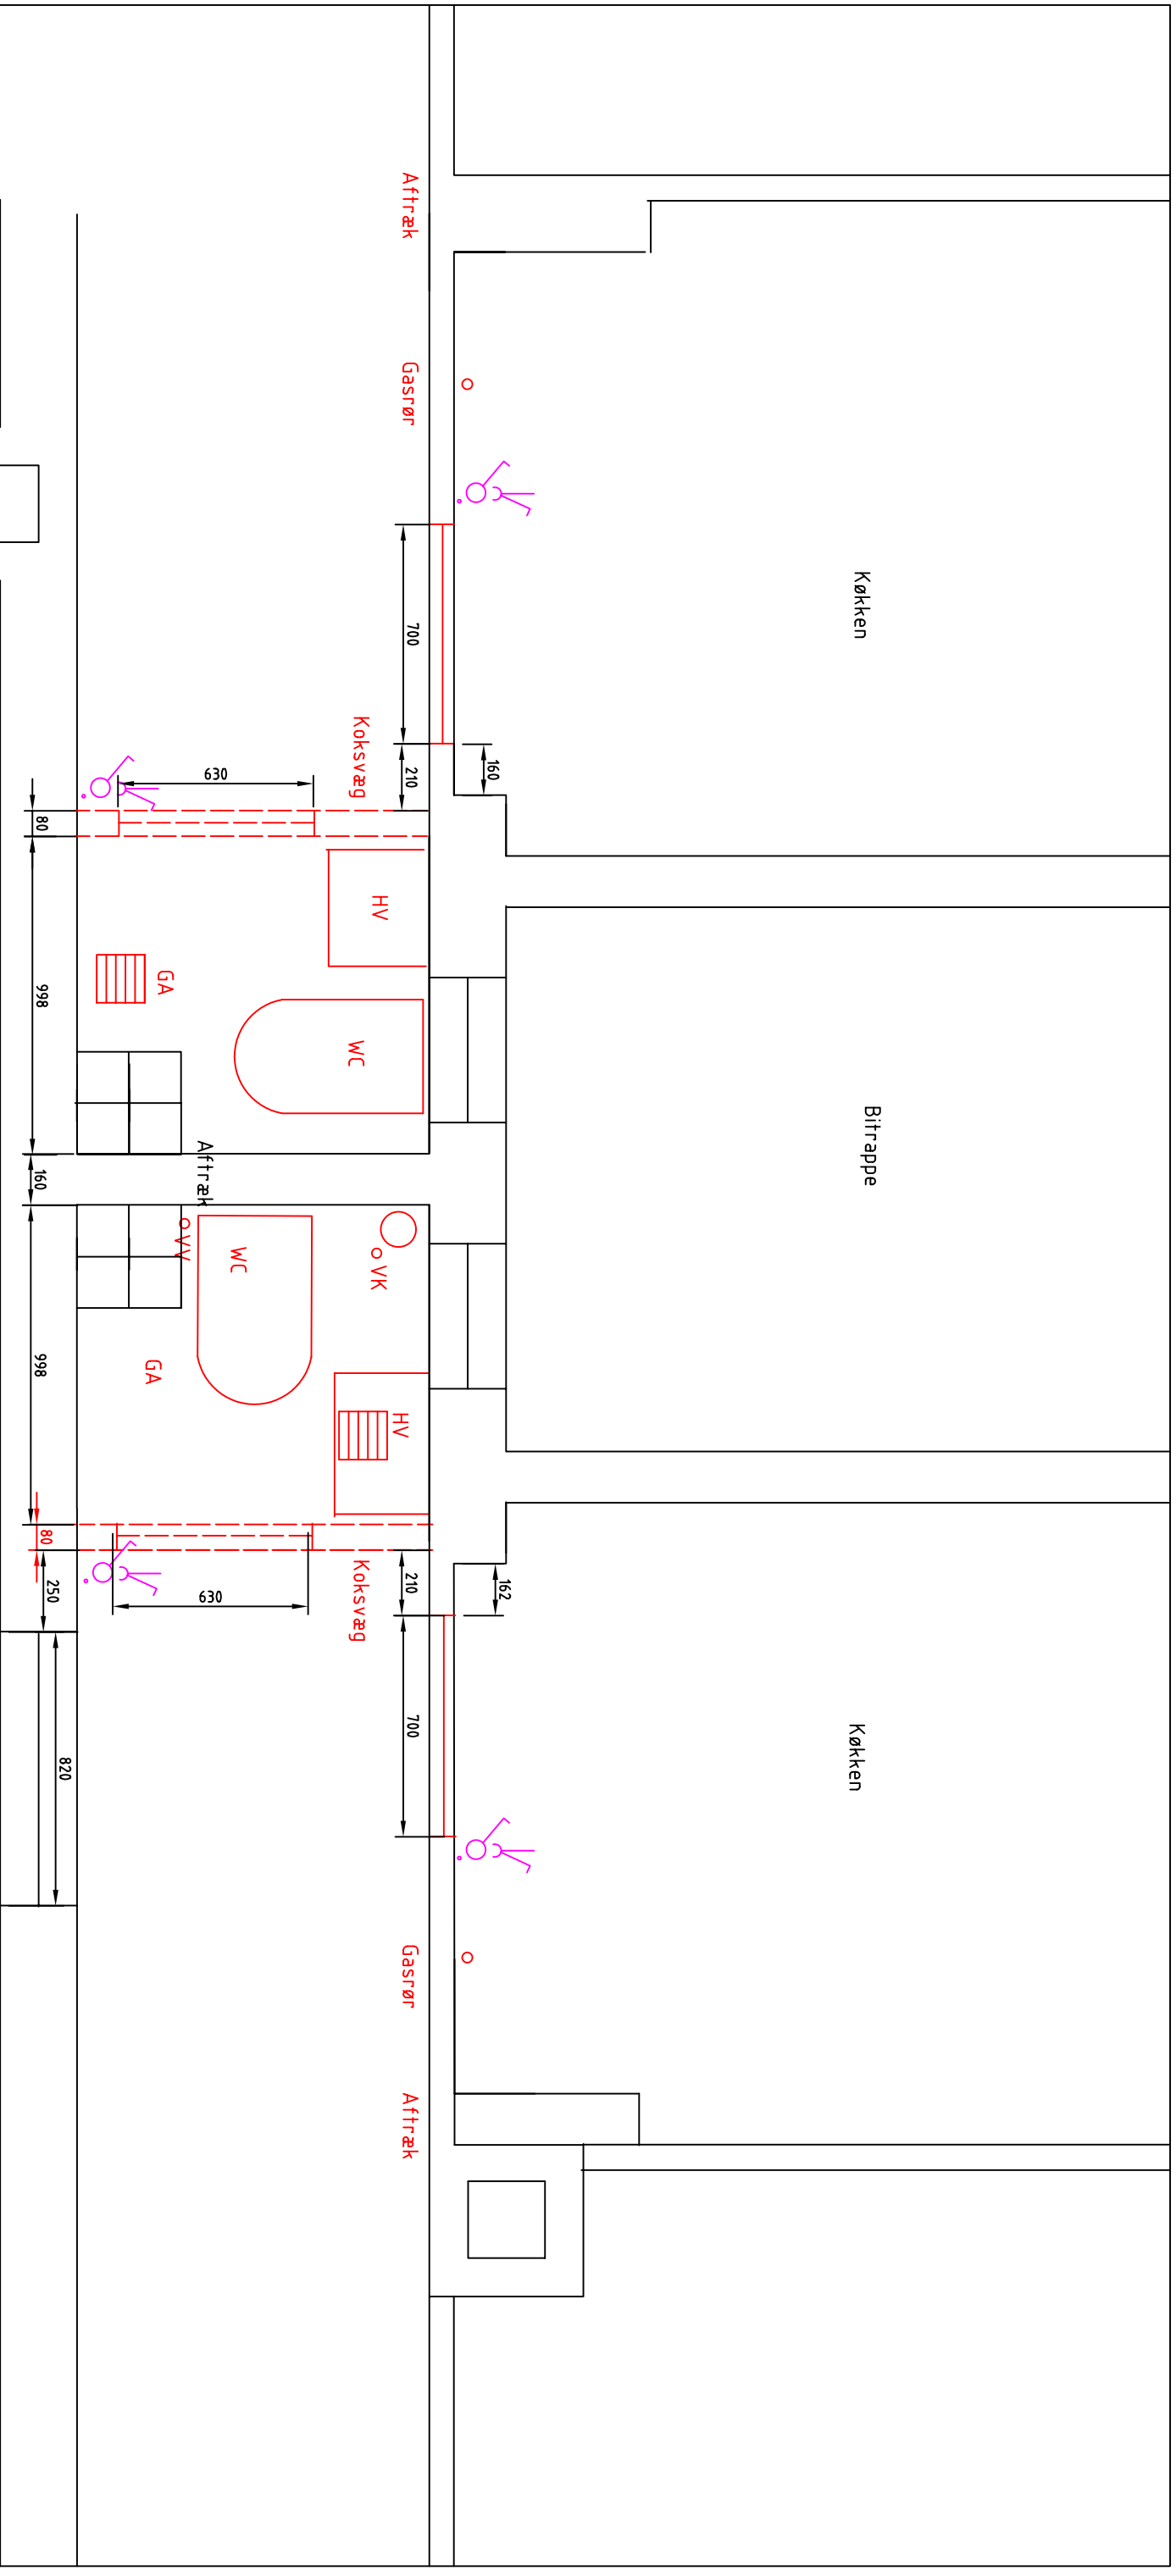 Aftræk
Gasrør
Køkken
700
Koksvæg
210
160
630
80
HV
GA
998
WC
Bitrappe
Aftræk
160
VV
WC
VK
GA
998
HV
80
Koksvæg
210
162
250
630
700
Køkken
820
Gasrør
Aftræk